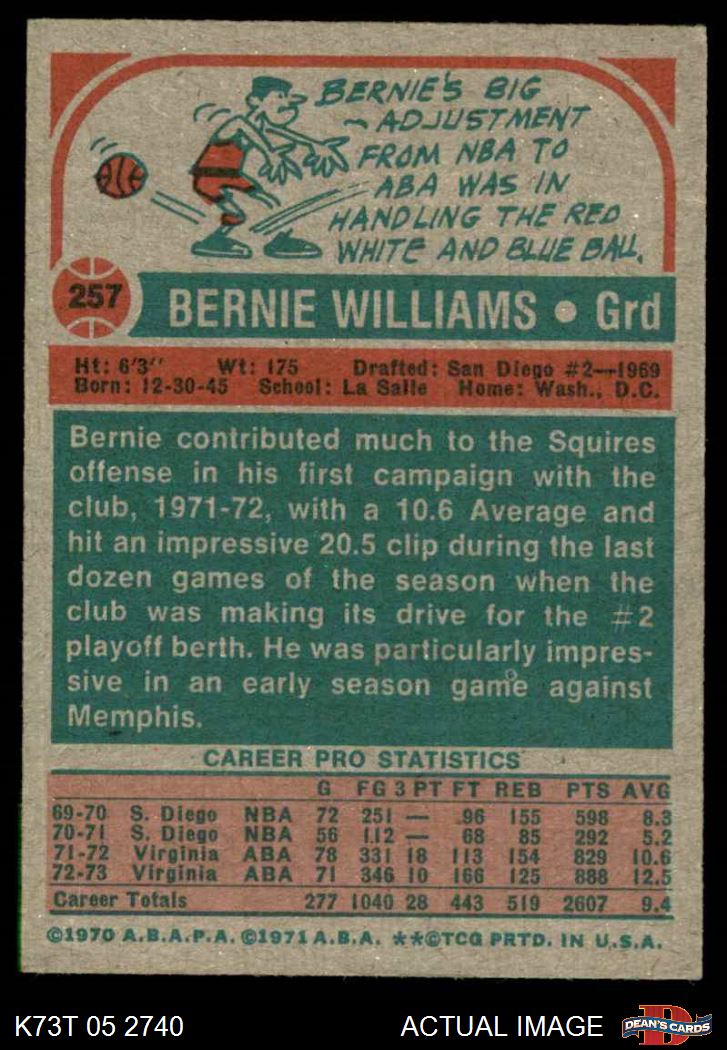 BERNIE'S BIG
ADJUSTMENT
FROM NBA TO
ABA WAS IN
HANDLING THE RED
WHITE AND BLUE BALL.
257 BERNIE WILLIAMS • Grd
Ht: 6'3" Wt: 175 Drafted: San Diego #2—1969
Born: 12-30-45 School: La Salle Home: Wash., D.C.
Bernie contributed much to the Squires
offense in his first campaign with the
club, 1971-72, with a 10.6 Average and
hit an impressive 20.5 clip during the last
dozen games of the season when the
club was making its drive for the #2
playoff berth. He was particularly impres-
sive in an early season game against
Memphis.
CAREER PRO STATISTICS
G FG 3 PT FT REB PTS AVG
69-70 S. Diego NBA 72 251 — 96 155 598 8.3
70-71 S. Diego NBA 56 112 — 68 85 292 5.2
71-72 Virginia ABA 78 331 18 113 154 829 10.6
72-73 Virginia ABA 71 346 10 166 125 888 12.5
Career Totals 277 1040 28 443 519 2607 9.4
©1970 A.B.A.P.A. ©1971 A.B.A. **©TCG PRTD. IN U.S.A.
K73T 05 2740 ACTUAL IMAGE D DEAN'S CARDS